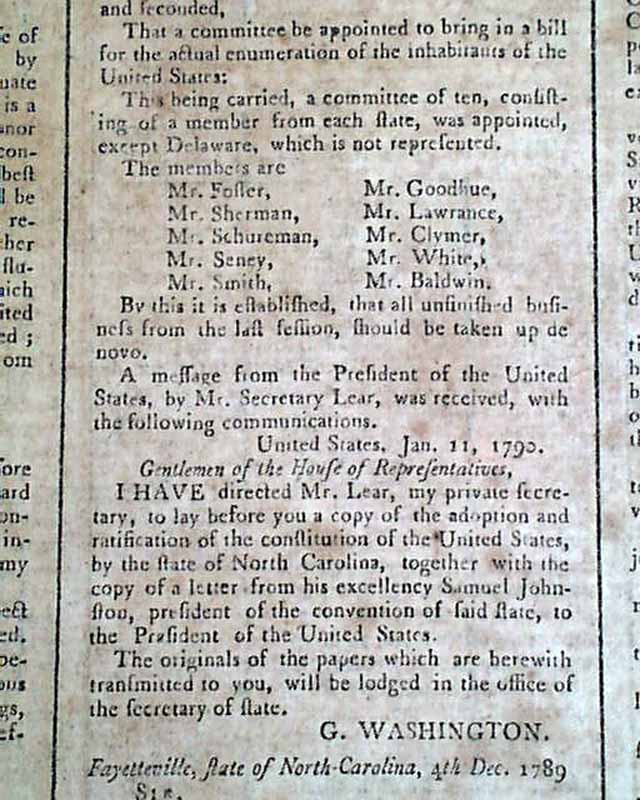 and ſeconded,
That a committee be appointed to bring in a bill
for the actual enumeration of the inhabitants of the
United States:
This being carried, a committee of ten, conſiſt-
ing of a member from each ſtate, was appointed,
except Delaware, which is not repreſented.
The members are
Mr. Foſter, Mr. Goodhue,
Mr. Sherman, Mr. Lawrance,
Mr. Schureman, Mr. Clymer,
Mr. Seney, Mr. White,
Mr. Smith, Mr. Baldwin.
By this it is eſtabliſhed, that all unfiniſhed buſi-
neſs from the laſt ſeſſion, ſhould be taken up de
novo.
A meſſage from the Preſident of the United
States, by Mr. Secretary Lear, was received, with
the following communications.
United States, Jan. 11, 1790.
Gentlemen of the Houſe of Repreſentatives,
I HAVE directed Mr. Lear, my private ſecre-
tary, to lay before you a copy of the adoption and
ratification of the conſtitution of the United States,
by the ſtate of North Carolina, together with the
copy of a letter from his excellency Samuel John-
ſton, preſident of the convention of ſaid ſtate, to
the Preſident of the United States.
The originals of the papers which are herewith
tranſmitted to you, will be lodged in the office of
the ſecretary of ſtate.
G. WASHINGTON.
Fayetteville, ſtate of North-Carolina, 4th Dec. 1789
SIR,